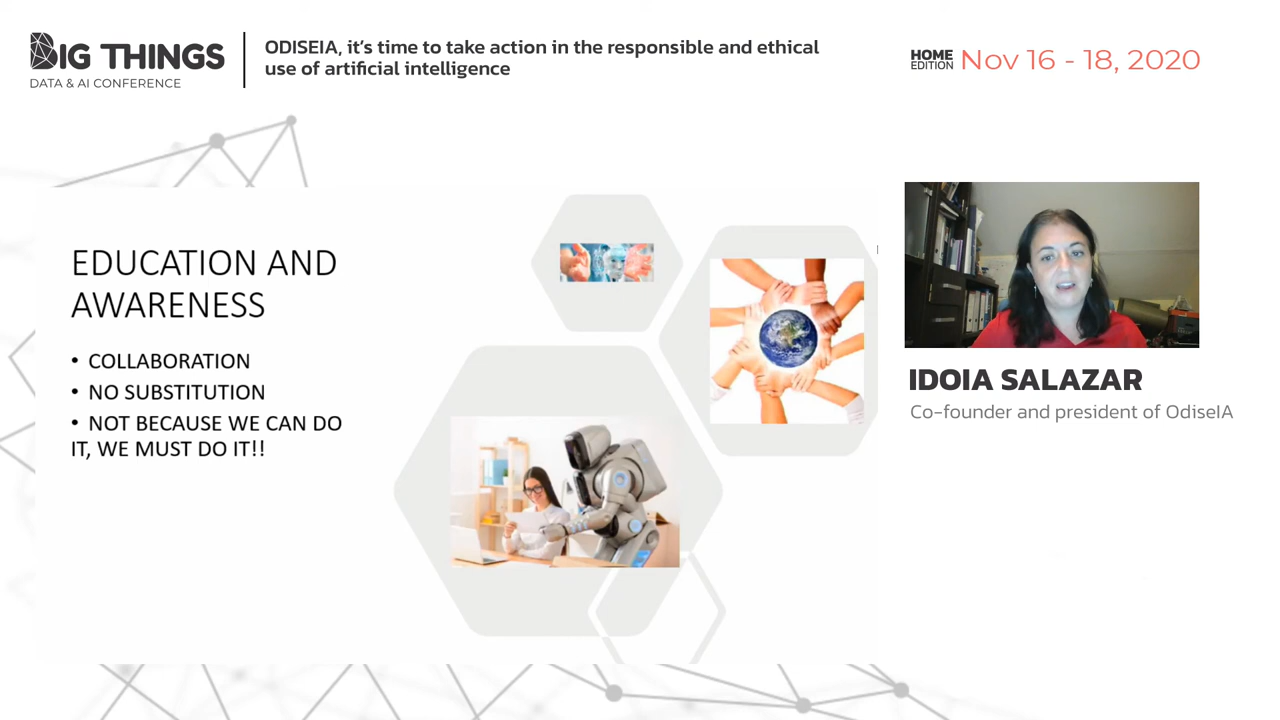 BIG THINGS
DATA & AI CONFERENCE
ODISEIA, it's time to take action in the responsible and ethical
use of artificial intelligence
HOME
EDITION
Nov 16 - 18, 2020
EDUCATION AND
AWARENESS
• COLLABORATION
• NO SUBSTITUTION
• NOT BECAUSE WE CAN DO
IT, WE MUST DO IT!!
IDOIA SALAZAR
Co-founder and president of OdiseIA